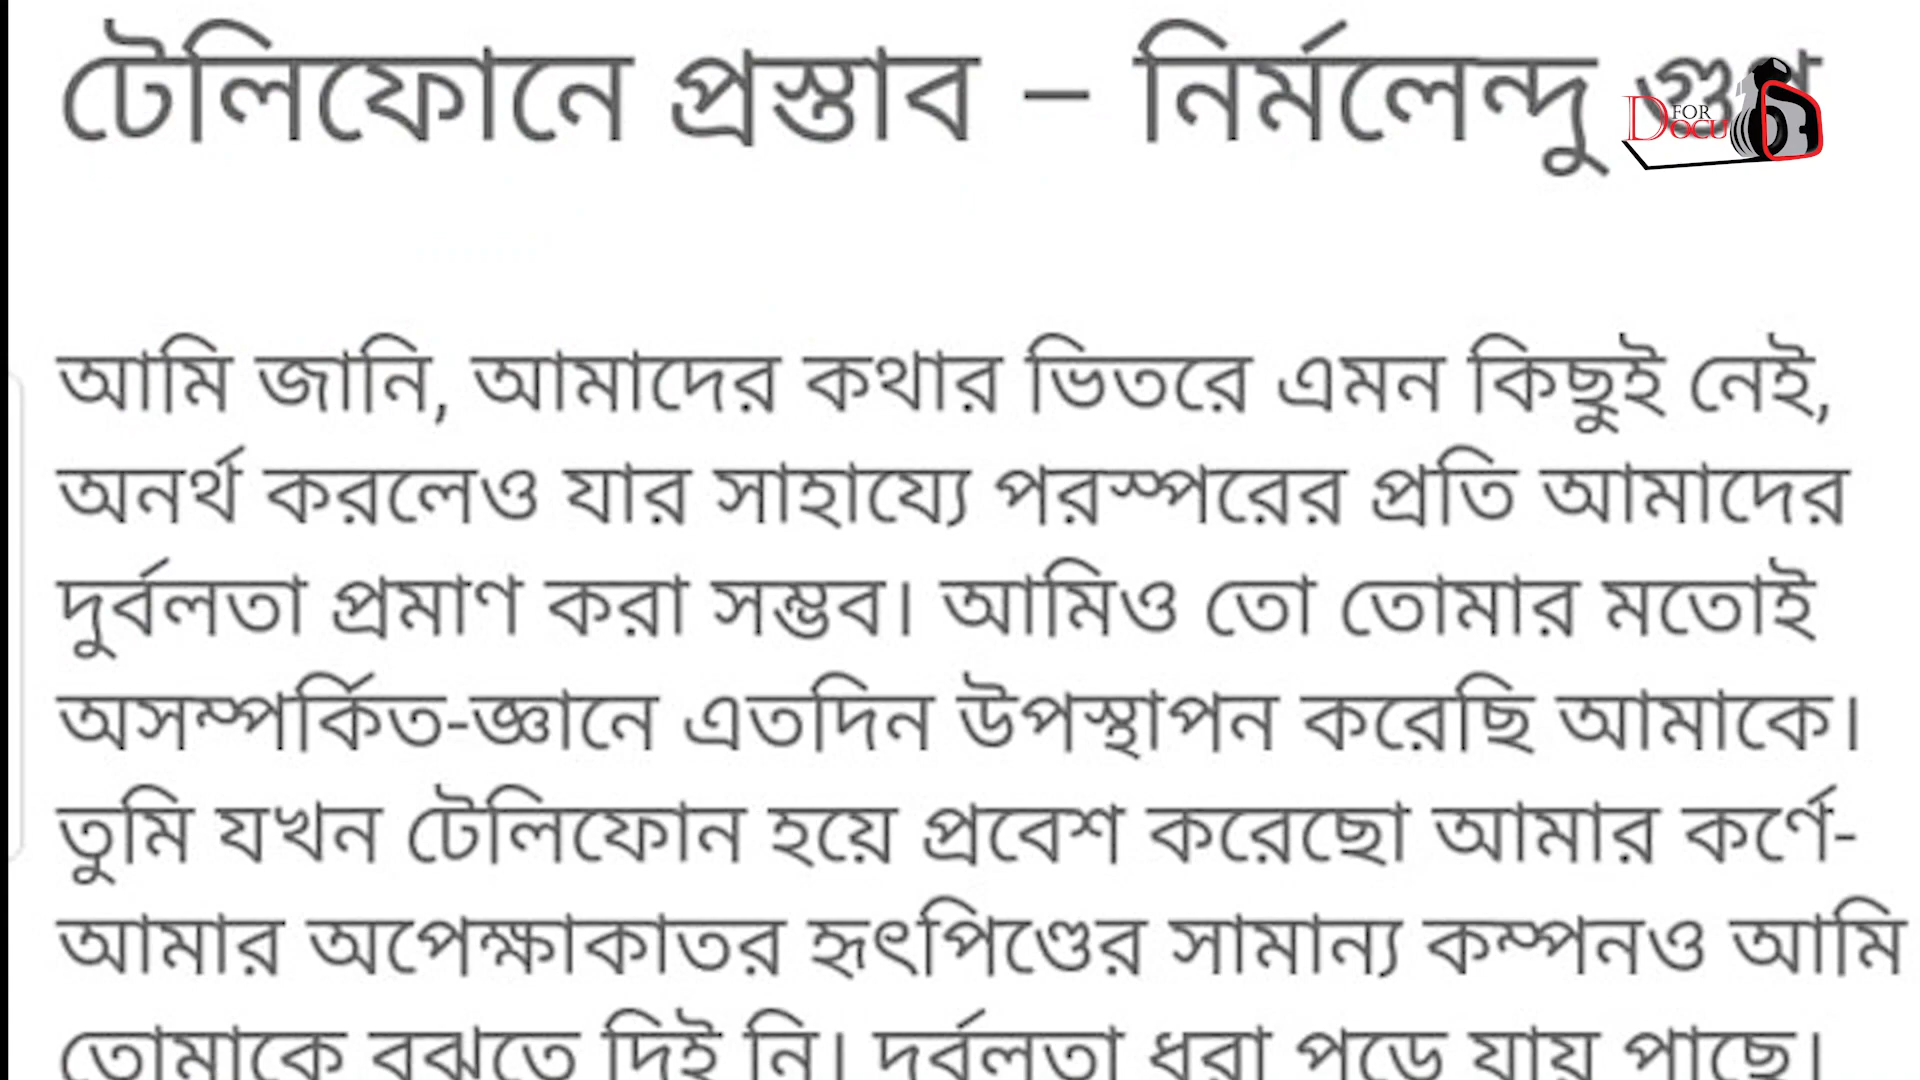 টেলিফোনে প্রস্তাব – নির্মলেন্দু গুণ
D FOR DOCU
আমি জানি, আমাদের কথার ভিতরে এমন কিছুই নেই,
অনর্থ করলেও যার সাহায্যে পরস্পরের প্রতি আমাদের
দুর্বলতা প্রমাণ করা সম্ভব। আমিও তো তোমার মতোই
অসম্পর্কিত-জ্ঞানে এতদিন উপস্থাপন করেছি আমাকে।
তুমি যখন টেলিফোন হয়ে প্রবেশ করেছো আমার কর্ণে-
আমার অপেক্ষাকাতর হৃৎপিণ্ডের সামান্য কম্পনও আমি
তোমাকে বুঝতে দিই নি। দুর্বলতা ধরা পড়ে যায় পাছে।